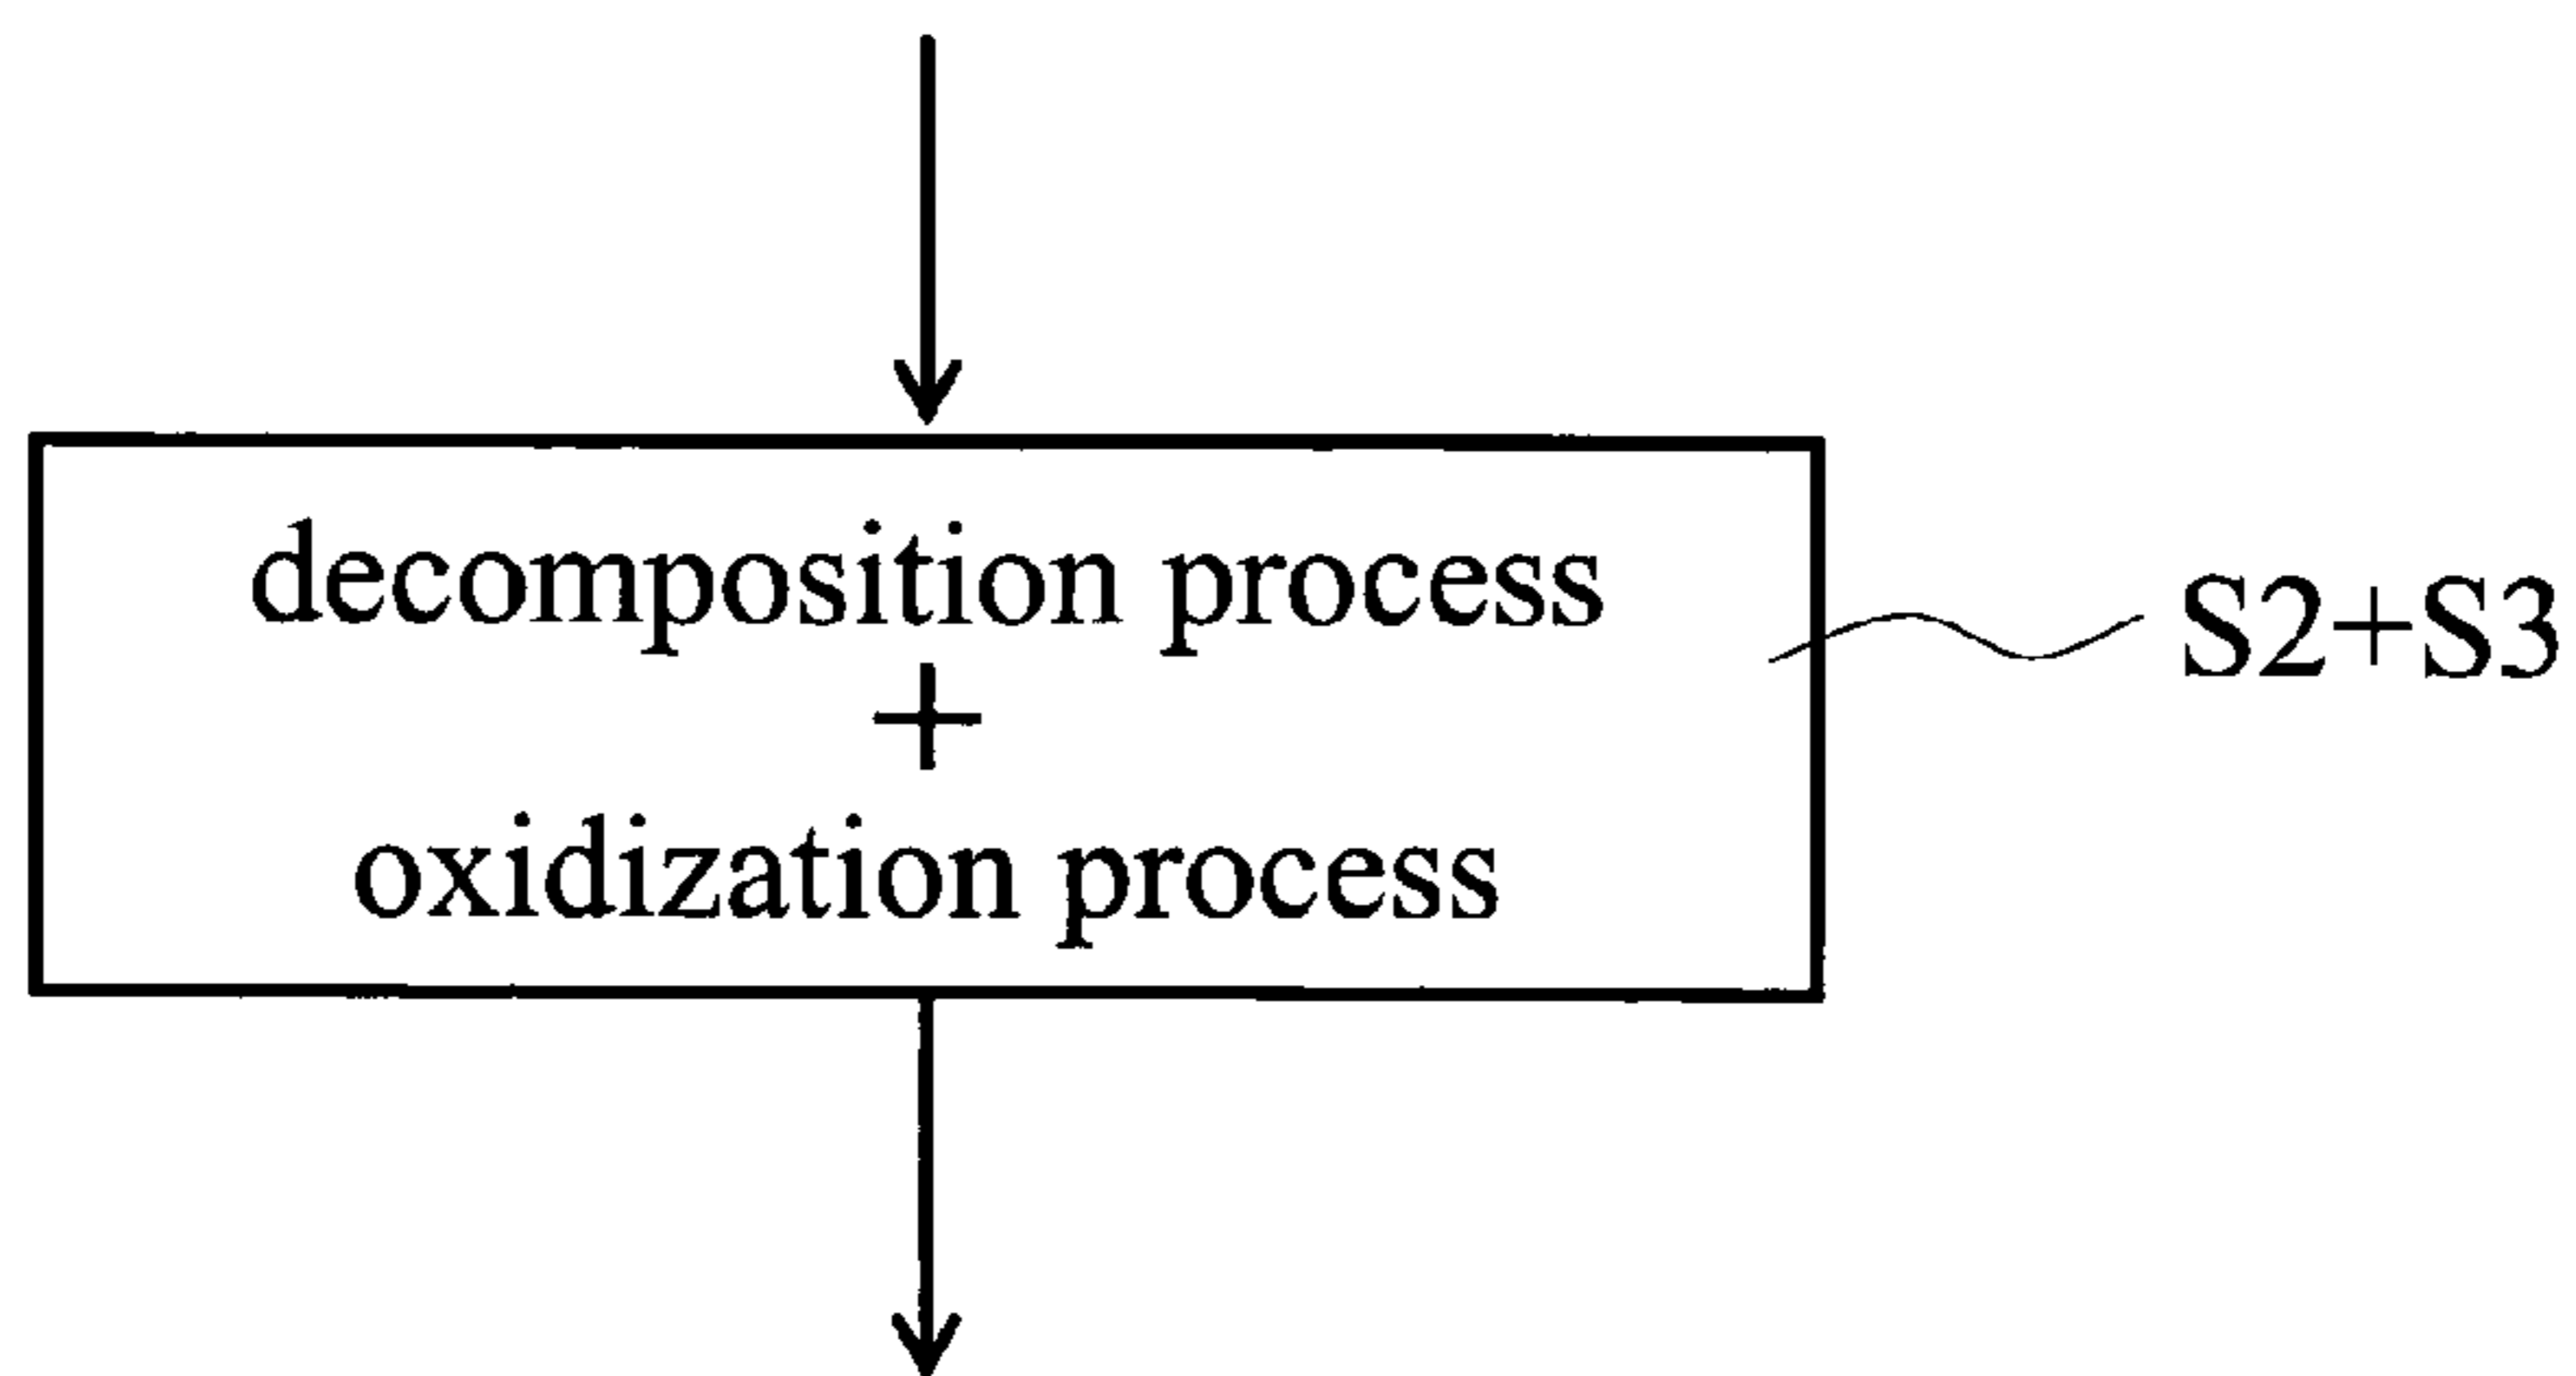 decomposition process
+
oxidization process
S2+S3